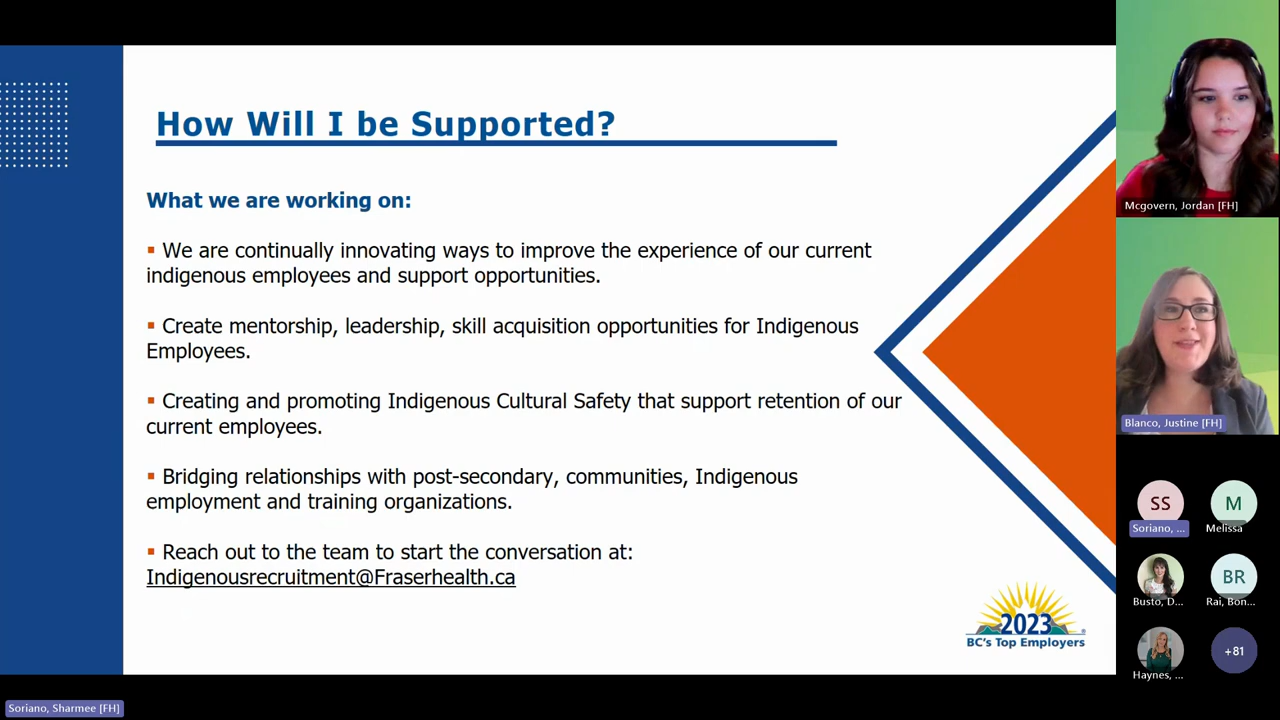 How Will I be Supported?
What we are working on:
▪ We are continually innovating ways to improve the experience of our current
indigenous employees and support opportunities.
▪ Create mentorship, leadership, skill acquisition opportunities for Indigenous
Employees.
▪ Creating and promoting Indigenous Cultural Safety that support retention of our
current employees.
▪ Bridging relationships with post-secondary, communities, Indigenous
employment and training organizations.
▪ Reach out to the team to start the conversation at:
Indigenousrecruitment@Fraserhealth.ca
2023
BC's Top Employers
Mcgovern, Jordan [FH]
Blanco, Justine [FH]
SS
Soriano, ...
M
Melissa
Busto, D...
BR
Rai, Bon...
Haynes, ...
+81
Soriano, Sharmee [FH]